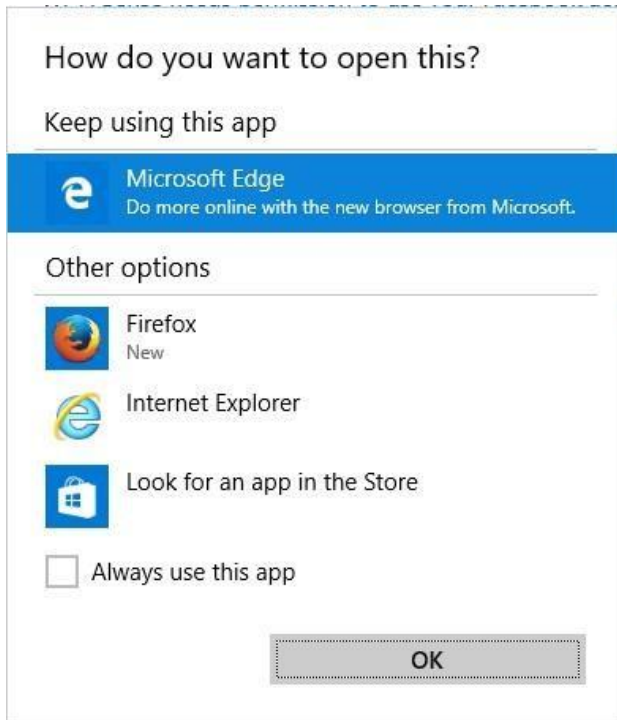 How do you want to open this?
Keep using this app
Microsoft Edge
Do more online with the new browser from Microsoft.
Other options
Firefox
New
Internet Explorer
Look for an app in the Store
Always use this app
OK